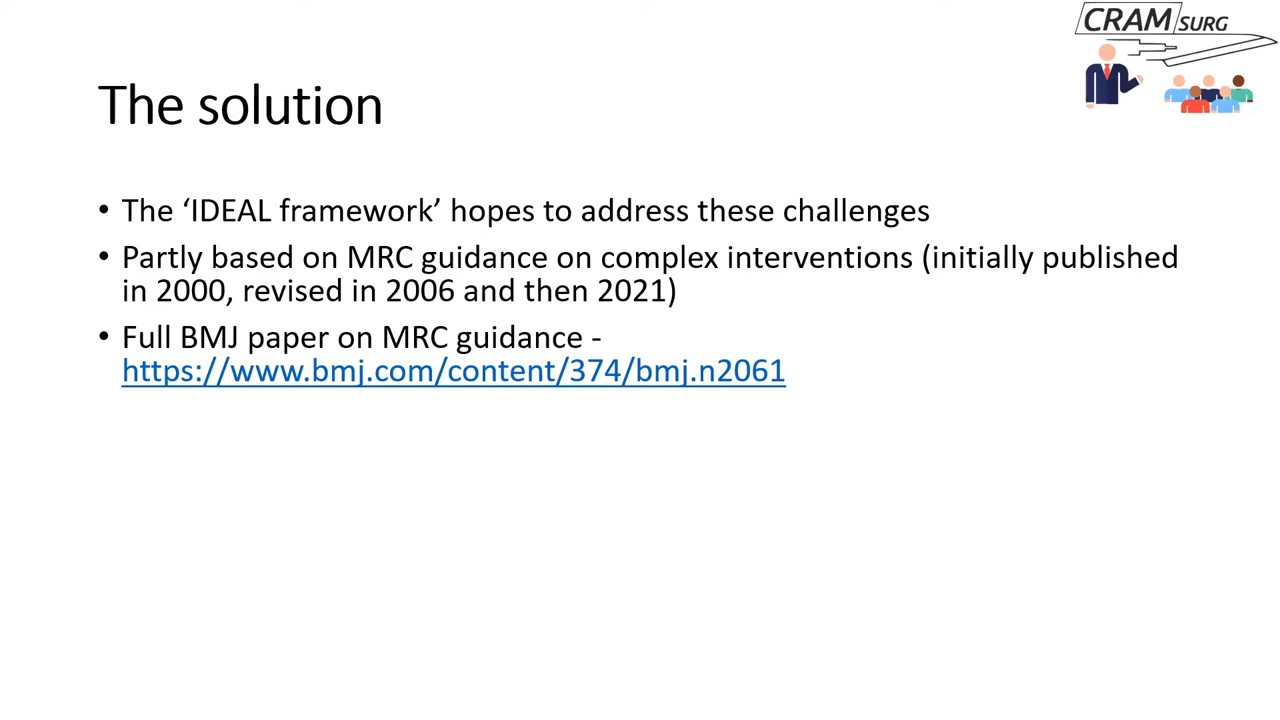 CRAM SURG
The solution
• The ‘IDEAL framework’ hopes to address these challenges
• Partly based on MRC guidance on complex interventions (initially published
in 2000, revised in 2006 and then 2021)
• Full BMJ paper on MRC guidance -
https://www.bmj.com/content/374/bmj.n2061